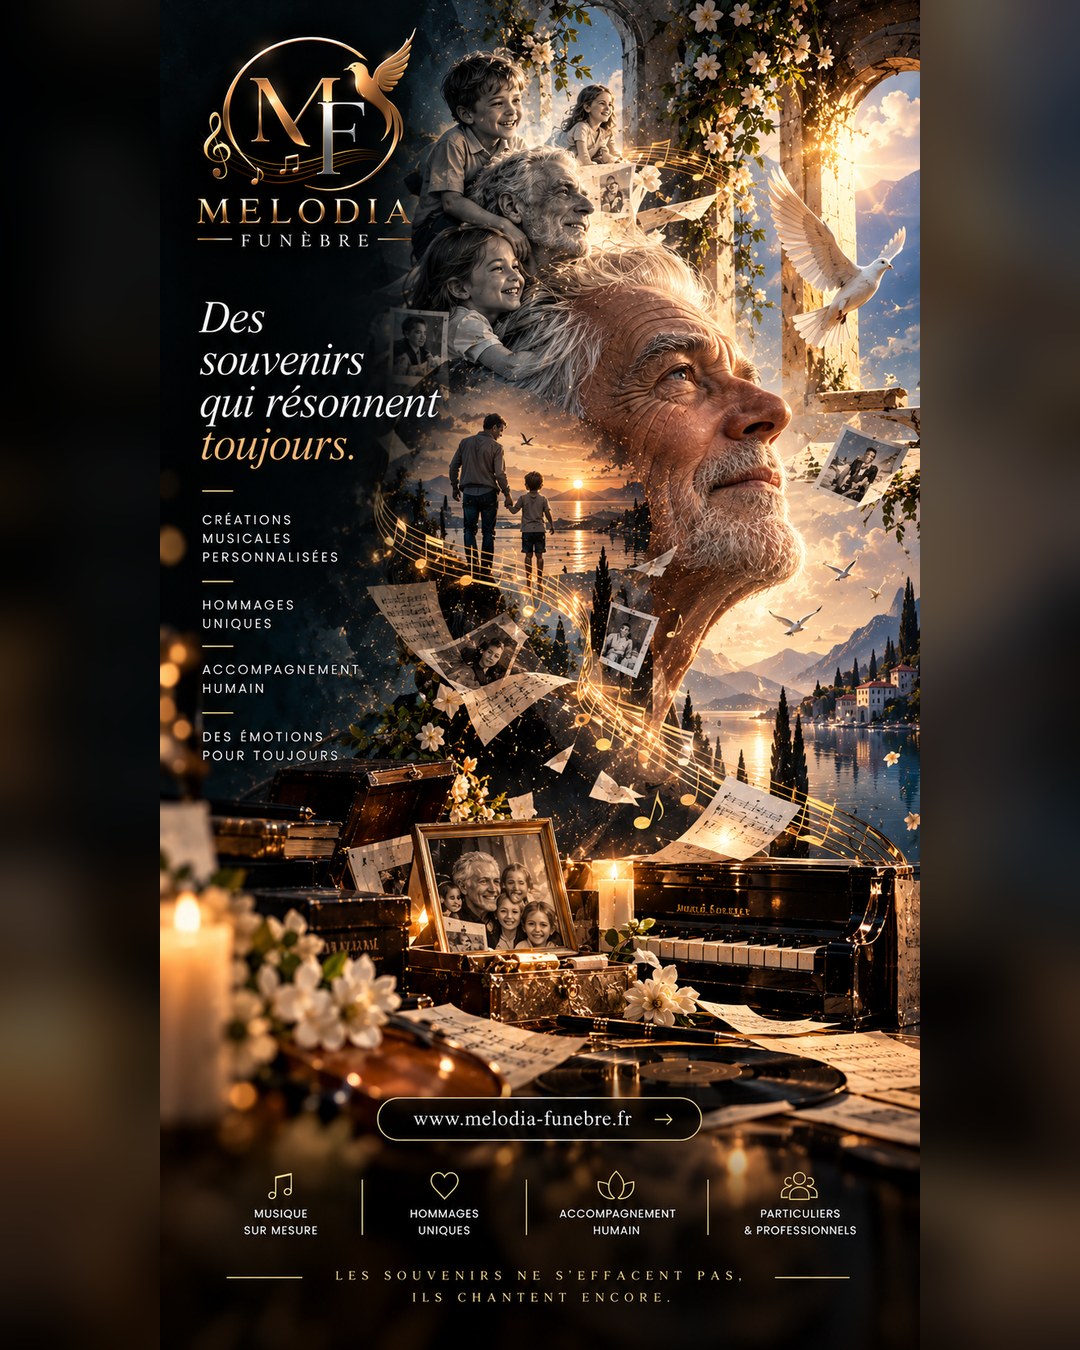 MF
MELODIA
FUNÈBRE
Des
souvenirs
qui résonnent
toujours.
CRÉATIONS
MUSICALES
PERSONNALISÉES
HOMMAGES
UNIQUES
ACCOMPAGNEMENT
HUMAIN
DES ÉMOTIONS
POUR TOUJOURS
www.melodia-funebre.fr →
MUSIQUE
SUR MESURE
HOMMAGES
UNIQUES
ACCOMPAGNEMENT
HUMAIN
PARTICULIERS
& PROFESSIONNELS
LES SOUVENIRS NE S'EFFACENT PAS,
ILS CHANTENT ENCORE.